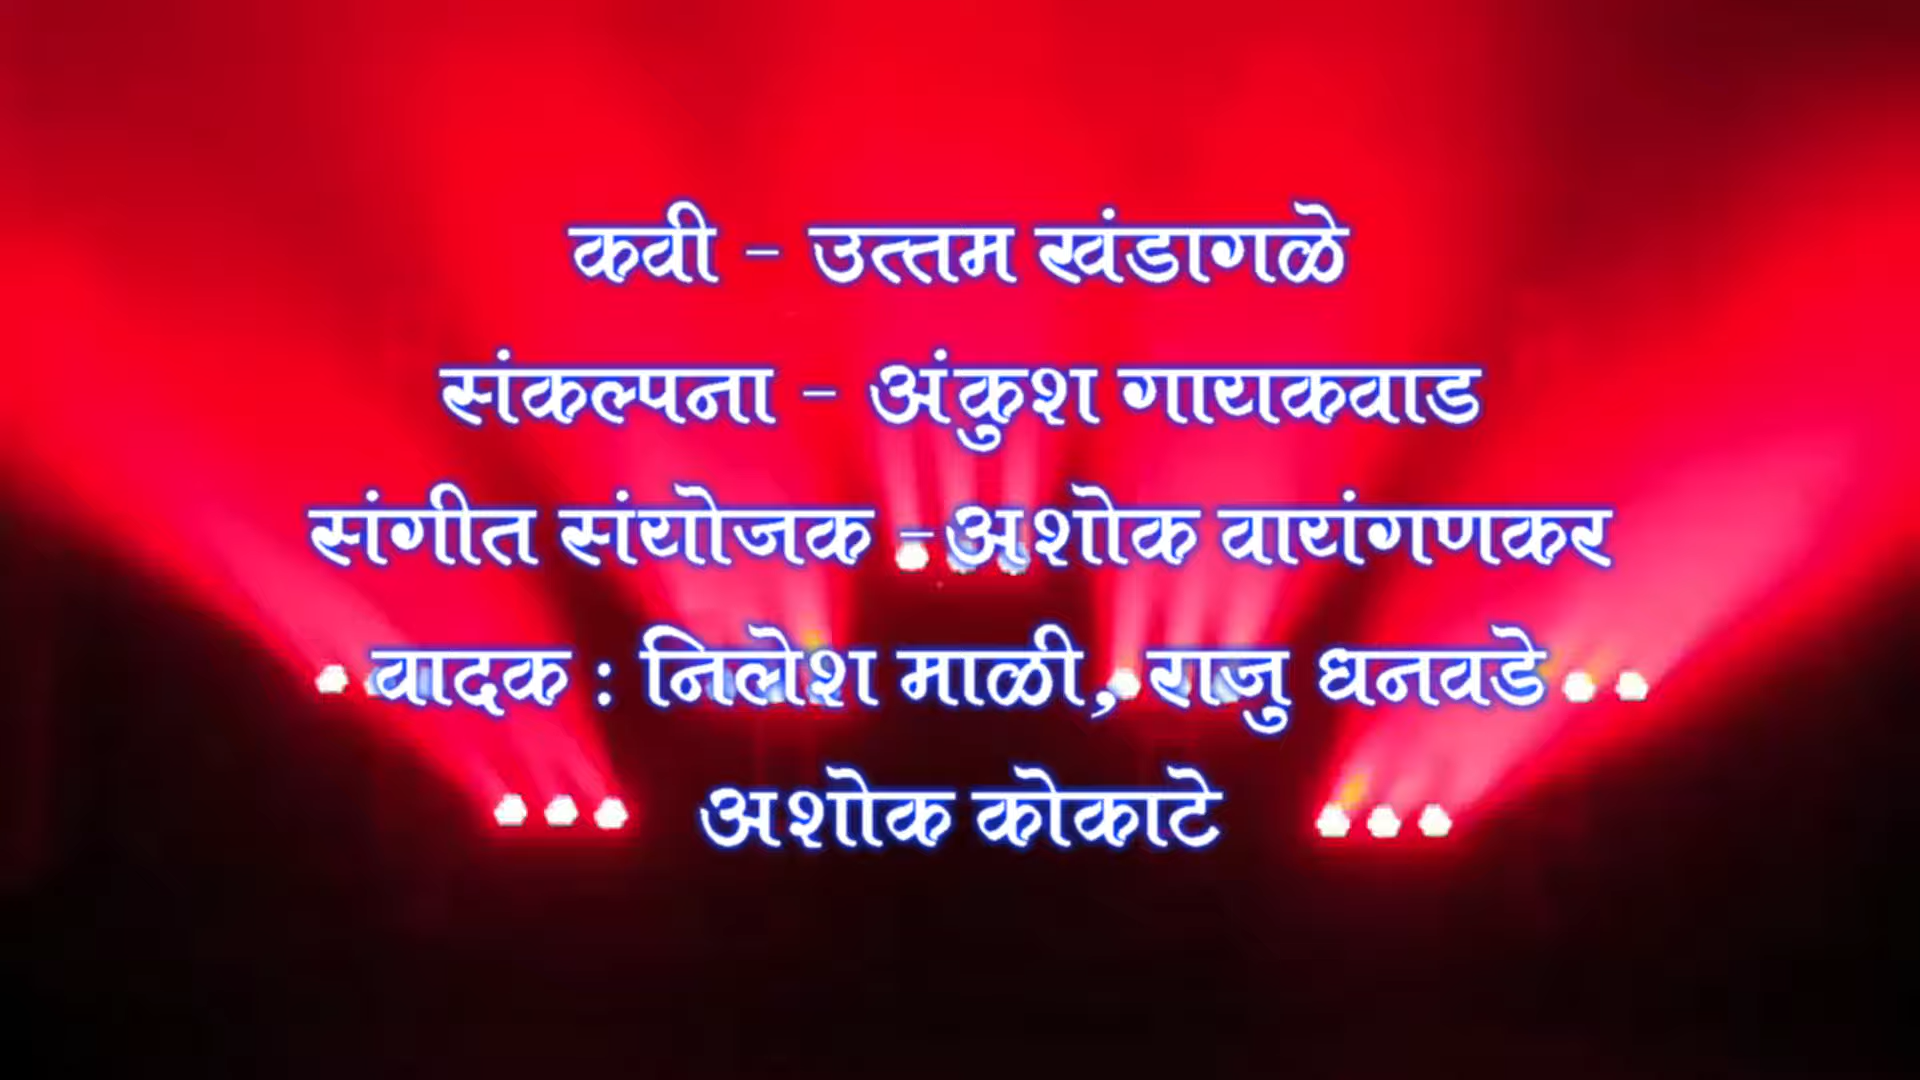 कवी - उत्तम खंडागळे
संकल्पना - अंकुश गायकवाड
संगीत संयोजक -अशोक वायंगणकर
वादक : निलेश माळी, राजु धनवडे
अशोक कोकाटे